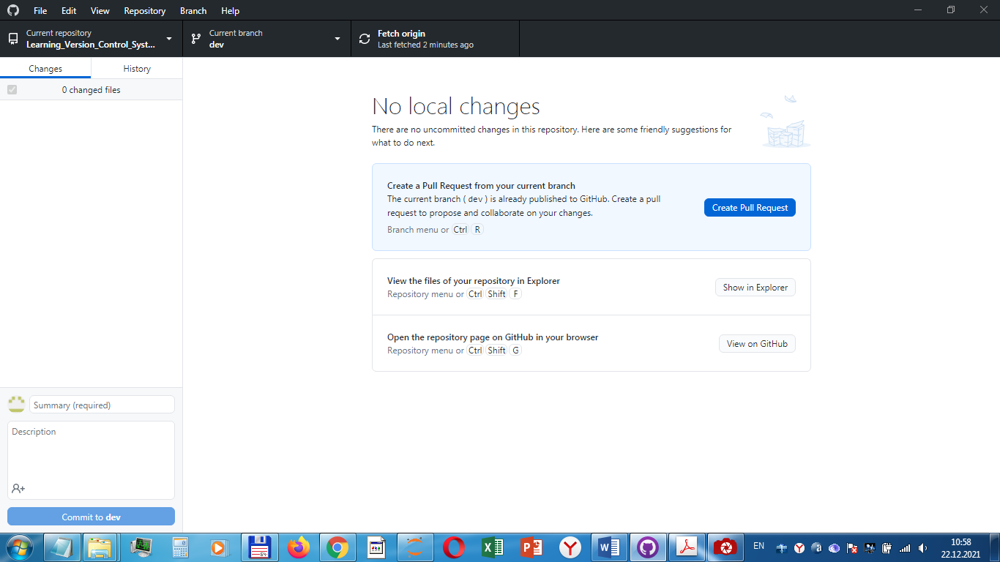 File Edit View Repository Branch Help
Current repository
Learning_Version_Control_Syst...
Current branch
dev
Fetch origin
Last fetched 2 minutes ago
Changes History
0 changed files
No local changes
There are no uncommitted changes in this repository. Here are some friendly suggestions for
what to do next.
Create a Pull Request from your current branch
The current branch ( dev ) is already published to GitHub. Create a pull
request to propose and collaborate on your changes.
Branch menu or Ctrl R
Create Pull Request
View the files of your repository in Explorer
Repository menu or Ctrl Shift F
Show in Explorer
Open the repository page on GitHub in your browser
Repository menu or Ctrl Shift G
View on GitHub
Summary (required)
Description
Commit to dev
EN
10:58
22.12.2021